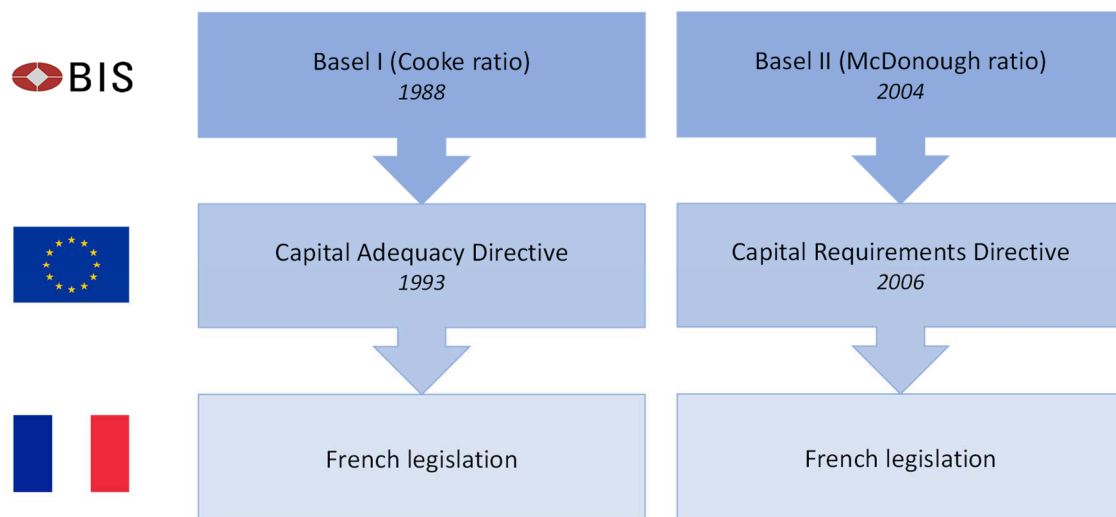 BIS
Basel I (Cooke ratio)
1988
Basel II (McDonough ratio)
2004
Capital Adequacy Directive
1993
Capital Requirements Directive
2006
French legislation
French legislation